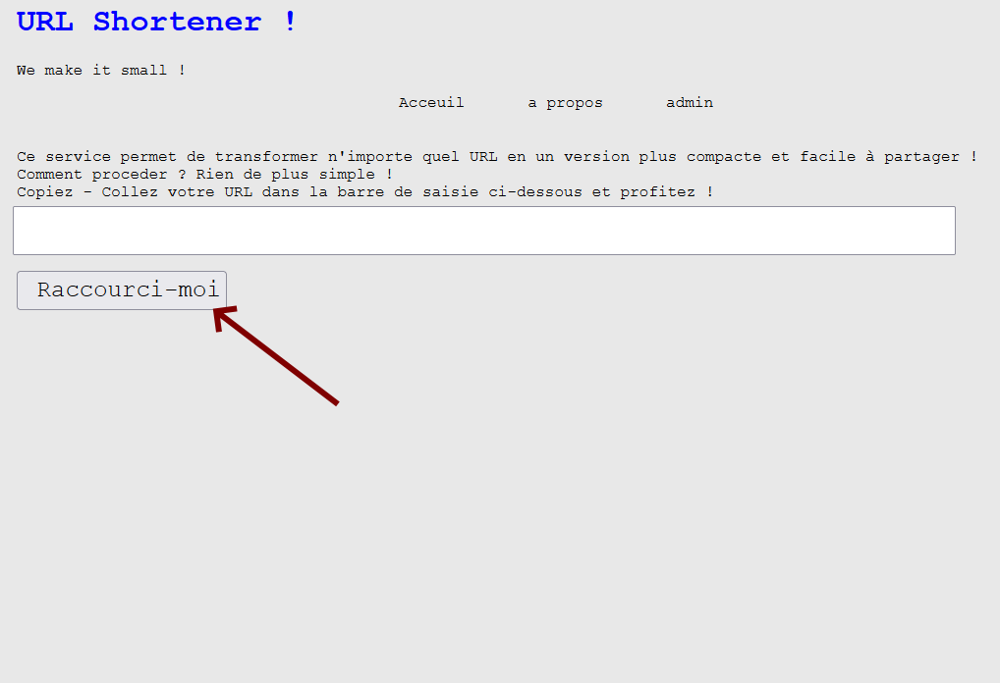 URL Shortener !
We make it small !
Acceuil a propos admin
Ce service permet de transformer n'importe quel URL en un version plus compacte et facile à partager !
Comment proceder ? Rien de plus simple !
Copiez - Collez votre URL dans la barre de saisie ci-dessous et profitez !
Raccourci-moi